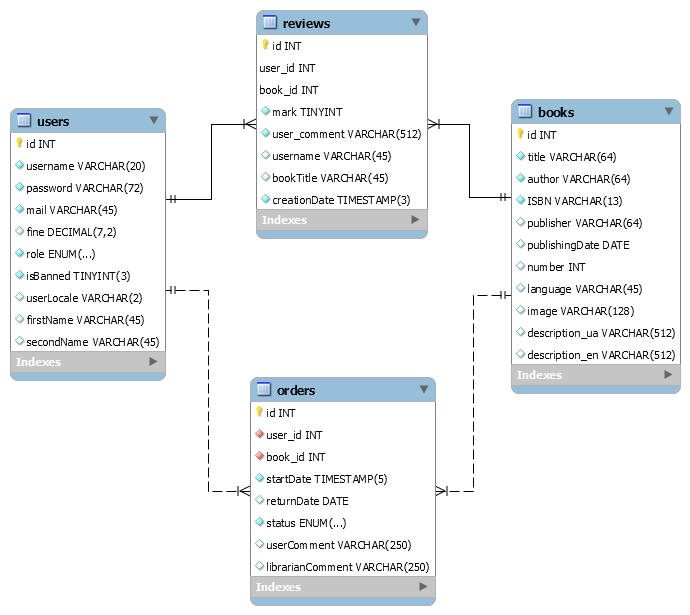 reviews
id INT
user_id INT
book_id INT
mark TINYINT
user_comment VARCHAR(512)
username VARCHAR(45)
bookTitle VARCHAR(45)
creationDate TIMESTAMP(3)
Indexes
users
id INT
username VARCHAR(20)
password VARCHAR(72)
mail VARCHAR(45)
fine DECIMAL(7,2)
role ENUM(...)
isBanned TINYINT(3)
userLocale VARCHAR(2)
firstName VARCHAR(45)
secondName VARCHAR(45)
Indexes
books
id INT
title VARCHAR(64)
author VARCHAR(64)
ISBN VARCHAR(13)
publisher VARCHAR(64)
publishingDate DATE
number INT
language VARCHAR(45)
image VARCHAR(128)
description_ua VARCHAR(512)
description_en VARCHAR(512)
Indexes
orders
id INT
user_id INT
book_id INT
startDate TIMESTAMP(5)
returnDate DATE
status ENUM(...)
userComment VARCHAR(250)
librarianComment VARCHAR(250)
Indexes